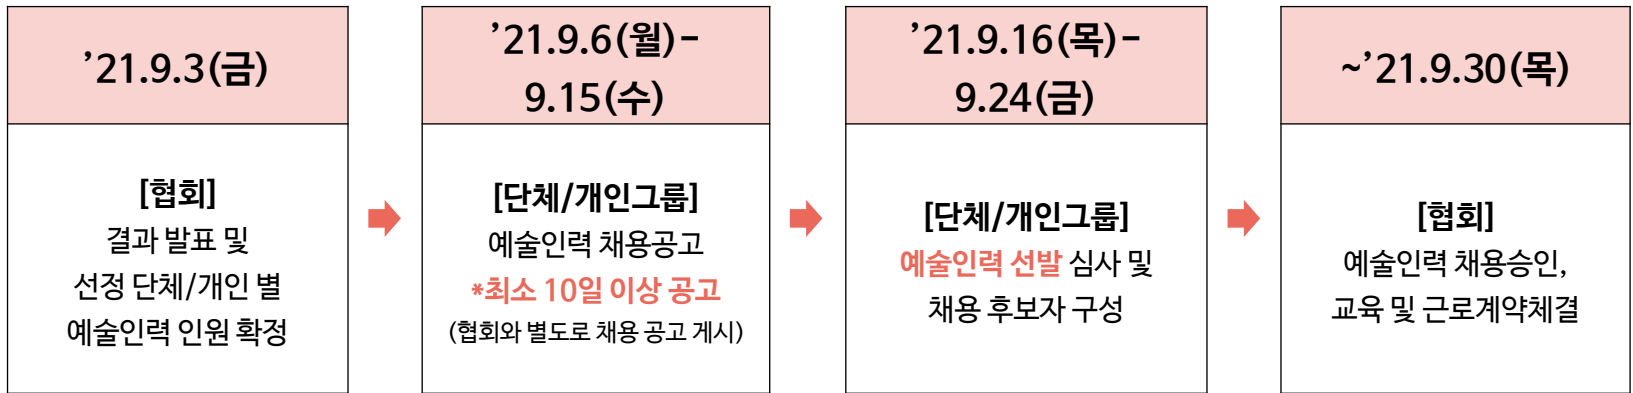 ’21.9.3(금)
[협회]
결과 발표 및
선정 단체/개인 별
예술인력 인원 확정
’21.9.6(월)-
9.15(수)
[단체/개인그룹]
예술인력 채용공고
*최소 10일 이상 공고
(협회와 별도로 채용 공고 게시)
’21.9.16(목)-
9.24(금)
[단체/개인그룹]
예술인력 선발 심사 및
채용 후보자 구성
~’21.9.30(목)
[협회]
예술인력 채용승인,
교육 및 근로계약체결